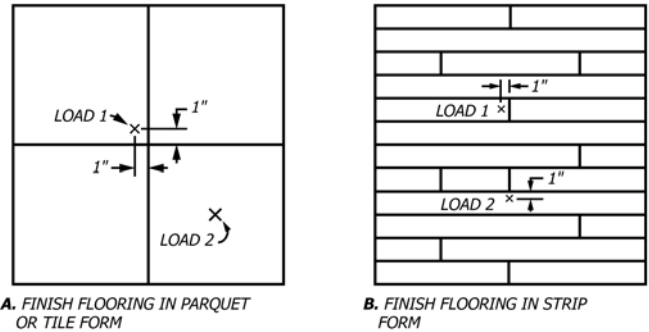 LOAD 1
1"
1"
LOAD 2
A. FINISH FLOORING IN PARQUET
OR TILE FORM
1"
LOAD 1
1"
LOAD 2
B. FINISH FLOORING IN STRIP
FORM